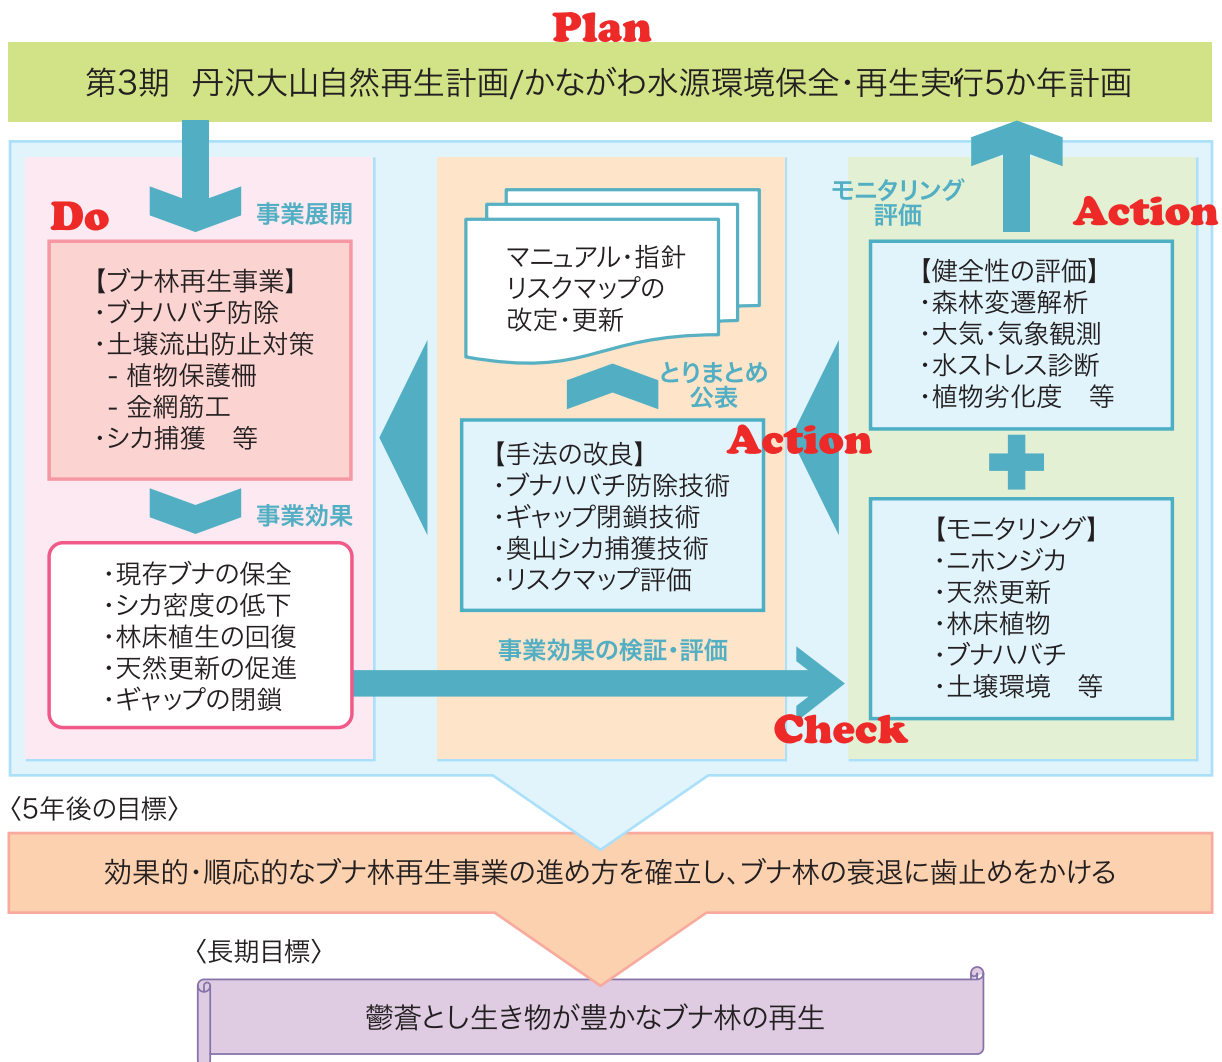 Plan
第3期　丹沢大山自然再生計画/かながわ水源環境保全・再生実行5か年計画
Do
事業展開
【ブナ林再生事業】
・ブナハバチ防除
・土壌流出防止対策
- 植物保護柵
- 金網筋工
・シカ捕獲　等
事業効果
・現存ブナの保全
・シカ密度の低下
・林床植生の回復
・天然更新の促進
・ギャップの閉鎖
マニュアル・指針
リスクマップの
改定・更新
とりまとめ
公表
Action
【手法の改良】
・ブナハバチ防除技術
・ギャップ閉鎖技術
・奥山シカ捕獲技術
・リスクマップ評価
事業効果の検証・評価
Check
モニタリング
評価
Action
【健全性の評価】
・森林変遷解析
・大気・気象観測
・水ストレス診断
・植物劣化度　等
【モニタリング】
・ニホンジカ
・天然更新
・林床植物
・ブナハバチ
・土壌環境　等
〈5年後の目標〉
効果的・順応的なブナ林再生事業の進め方を確立し、ブナ林の衰退に歯止めをかける
〈長期目標〉
鬱蒼とし生き物が豊かなブナ林の再生